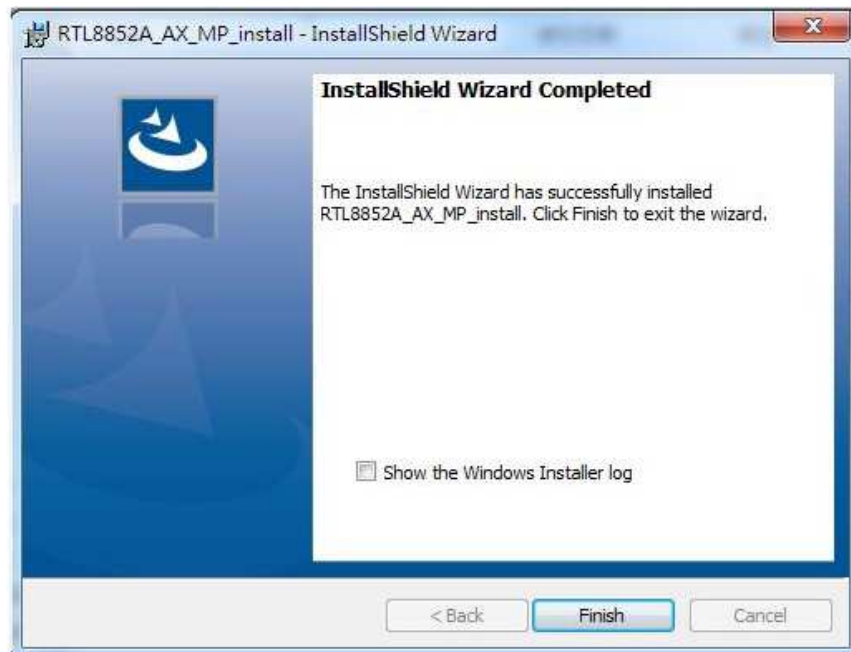 RTL8852A_AX_MP_install - InstallShield Wizard
InstallShield Wizard Completed
The InstallShield Wizard has successfully installed
RTL8852A_AX_MP_install. Click Finish to exit the wizard.
Show the Windows Installer log
< Back
Finish
Cancel